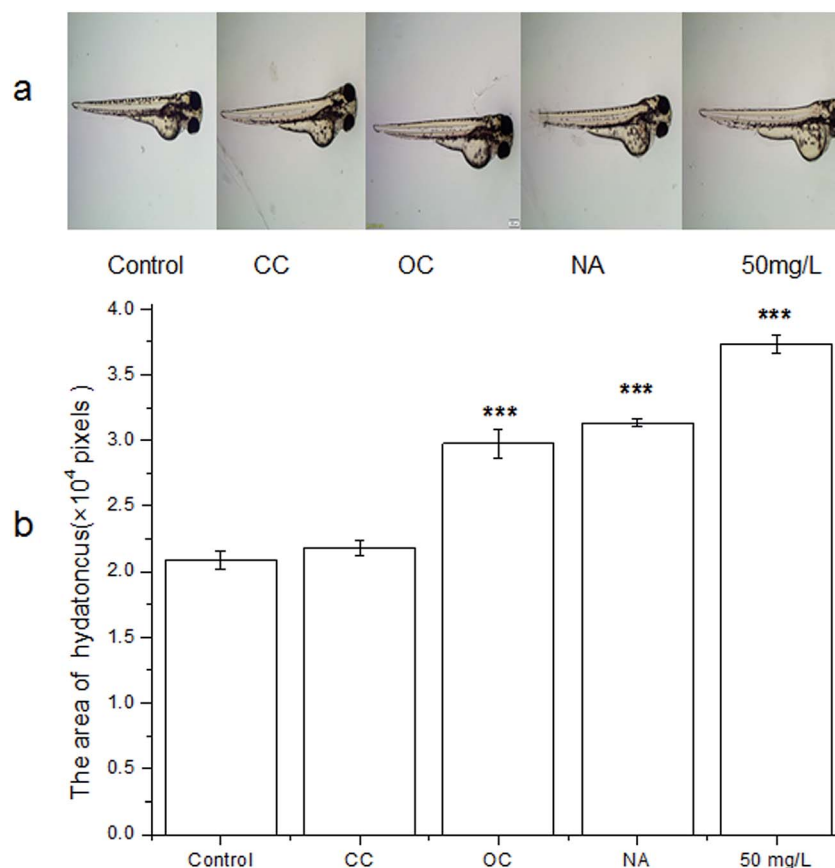 a
Control CC OC NA 50mg/L
b
The area of hydatoncus(×10⁴ pixels )
4.0
3.5
3.0
2.5
2.0
1.5
1.0
0.5
0.0
***
***
***
Control CC OC NA 50 mg/L